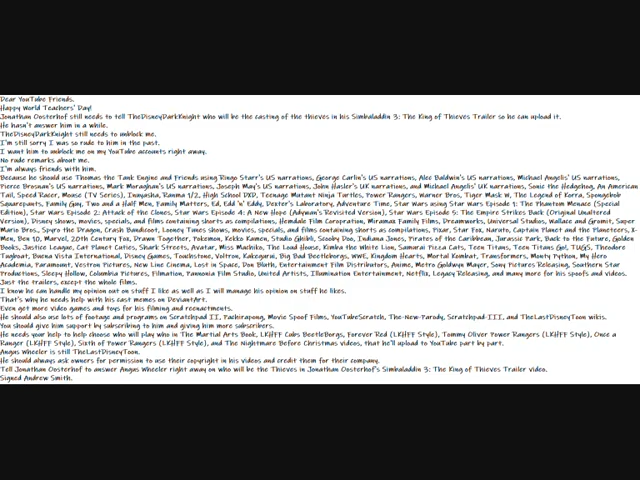 Dear YouTube Friends.
Happy World Teachers' Day!
Jonathan Oosterhof still needs to tell TheDisneyDarkKnight who will be the casting of the thieves in his Simbaladdin 3: The King of Thieves Trailer so he can upload it.
He hasn't answer him in a while.
TheDisneyDarkKnight still needs to unblock me.
I'm still sorry I was so rude to him in the past.
I want him to unblock me on my YouTube accounts right away.
No rude remarks about me.
I'm always friends with him.
Because he should use Thomas the Tank Engine and Friends using Ringo Starr's US narrations, George Carlin's US narrations, Alec Baldwin's US narrations, Michael Angelis' US narrations,
Pierce Brosnan's US narrations, Mark Moraghan's US narrations, Joseph May's US narrations, John Hasler's UK narrations, and Michael Angelis' UK narrations, Sonic the Hedgehog, An American
Tail, Speed Racer, Mouse (TV Series), Inuyasha, Ranma 1/2, High School DXD, Teenage Mutant Ninja Turtles, Power Rangers, Warner Bros, Tiger Mask W, The Legend of Korra, Spongebob
Squarepants, Family Guy, Two and a Half Men, Family Matters, Ed, Edd 'n' Eddy, Dexter's Laboratory, Adventure Time, Star Wars using Star Wars Episode 1: The Phantom Menace (Special
Edition), Star Wars Episode 2: Attack of the Clones, Star Wars Episode 4: A New Hope (Adywan's Revisited Version), Star Wars Episode 5: The Empire Strikes Back (Original Unaltered
Version), Disney shows, movies, specials, and films containing shorts as compilations, Hemdale Film Corporation, Miramax Family Films, Dreamworks, Universal Studios, Wallace and Gromit, Super
Mario Bros., Spyro the Dragon, Crash Bandicoot, Looney Tunes shows, movies, specials, and films containing shorts as compilations, Pixar, Star Fox, Naruto, Captain Planet and the Planeteers, X-
Men, Ben 10, Marvel, 20th Century Fox, Drawn Together, Pokemon, Kekko Kamen, Studio Ghibli, Scooby Doo, Indiana Jones, Pirates of the Caribbean, Jurassic Park, Back to the Future, Golden
Books, Justice League, Cat Planet Cuties, Shark Streets, Avatar, Miss Machiko, The Loud House, Kimba the White Lion, Samurai Pizza Cats, Teen Titans, Teen Titans Go!, TUGS, Theodore
Tugboat, Buena Vista International, Disney Games, Touchstone, Voltron, Kakegurui, Big Bad Beetleborgs, WWE, Kingdom Hearts, Mortal Kombat, Transformers, Monty Python, My Hero
Academia, Paramount, Vestron Pictures, New Line Cinema, Lost in Space, Don Bluth, Entertainment Film Distributors, Anime, Metro Goldwyn Mayer, Sony Pictures Releasing, Southern Star
Productions, Sleepy Hollow, Columbia Pictures, Filmation, Pannonia Film Studio, United Artists, Illumination Entertainment, Netflix, Legacy Releasing, and many more for his spoofs and videos.
Just the trailers, except the whole films.
I know he can handle my opinion out on stuff I like as well as I will manage his opinion on stuff he likes.
That's why he needs help with his cast memes on DeviantArt.
Even get more video games and toys for his filming and reenactments.
He should also use lots of footage and programs on Scratchpad II, Pachirapong, Movie Spoof Films, YouTubeScratch, The-New-Parody, Scratchpad-III, and TheLastDisneyToon wikis.
You should give him support by subscribing to him and giving him more subscribers.
He needs your help to help choose who will play who in The Martial Arts Book, LKHFF Cubs BeetleBorgs, Forever Red (LKHFF Style), Tommy Oliver Power Rangers (LKHFF Style), Once a
Ranger (LKHFF Style), Sixth of Power Rangers (LKHFF Style), and The Nightmare Before Christmas videos, that he'll upload to YouTube part by part.
Angus Wheeler is still TheLastDisneyToon.
He should always ask owners for permission to use their copyright in his videos and credit them for their company.
Tell Jonathan Oosterhof to answer Angus Wheeler right away on who will be the Thieves in Jonathan Oosterhof's Simbaladdin 3: The King of Thieves Trailer video.
Signed Andrew Smith.